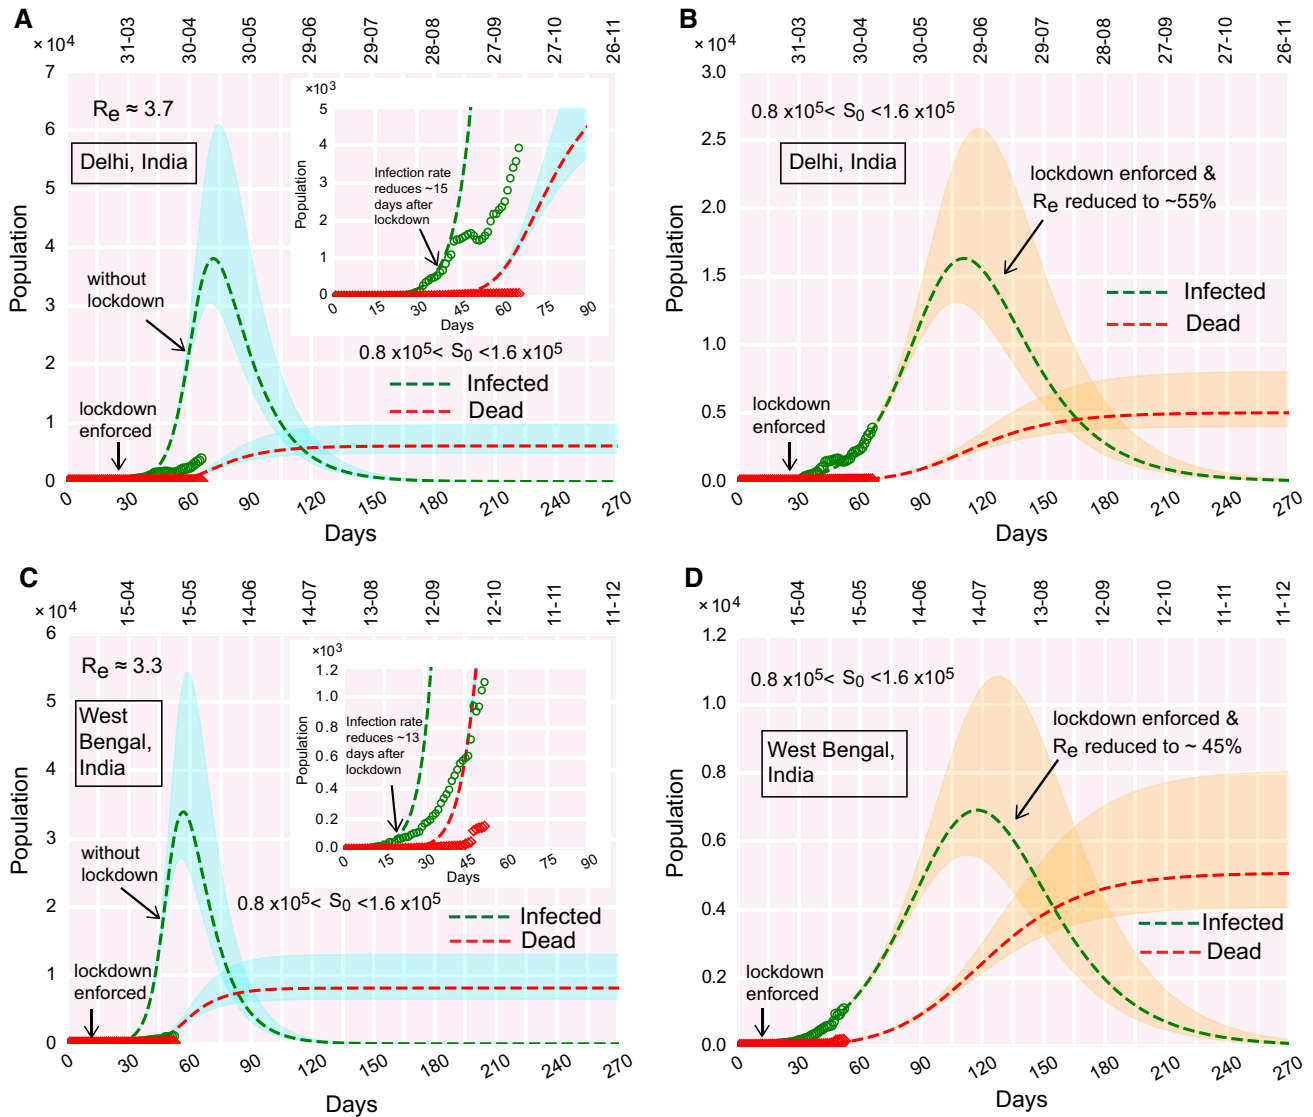 A
×10⁴
31-03
30-04
30-05
29-06
29-07
28-08
27-09
27-10
26-11
7
6
5
4
3
2
1
0
Population
Rₑ ≈ 3.7
Delhi, India
without
lockdown
lockdown
enforced
×10³
5
4
3
2
1
0
Population
Infection rate
reduces ~15
days after
lockdown
0
15
30
45
60
75
90
Days
0.8 x10⁵< S₀ <1.6 x10⁵
Infected
Dead
0
30
60
90
120
150
180
210
240
270
Days
B
×10⁴
31-03
30-04
30-05
29-06
29-07
28-08
27-09
27-10
26-11
3.0
2.5
2.0
1.5
1.0
0.5
0.0
Population
0.8 x10⁵< S₀ <1.6 x10⁵
Delhi, India
lockdown enforced &
Rₑ reduced to ~55%
Infected
Dead
lockdown
enforced
0
30
60
90
120
150
180
210
240
270
Days
C
×10⁴
15-04
15-05
14-06
14-07
13-08
12-09
12-10
11-11
11-12
6
5
4
3
2
1
0
Population
Rₑ ≈ 3.3
West
Bengal,
India
without
lockdown
lockdown
enforced
×10³
1.2
1.0
0.8
0.6
0.4
0.2
0.0
Population
Infection rate
reduces ~13
days after
lockdown
0
15
30
45
60
75
90
Days
0.8 x10⁵< S₀ <1.6 x10⁵
Infected
Dead
0
30
60
90
120
150
180
210
240
270
Days
D
×10⁴
15-04
15-05
14-06
14-07
13-08
12-09
12-10
11-11
11-12
1.2
1.0
0.8
0.6
0.4
0.2
0.0
Population
0.8 x10⁵< S₀ <1.6 x10⁵
West Bengal,
India
lockdown enforced &
Rₑ reduced to ~ 45%
Infected
Dead
lockdown
enforced
0
30
60
90
120
150
180
210
240
270
Days